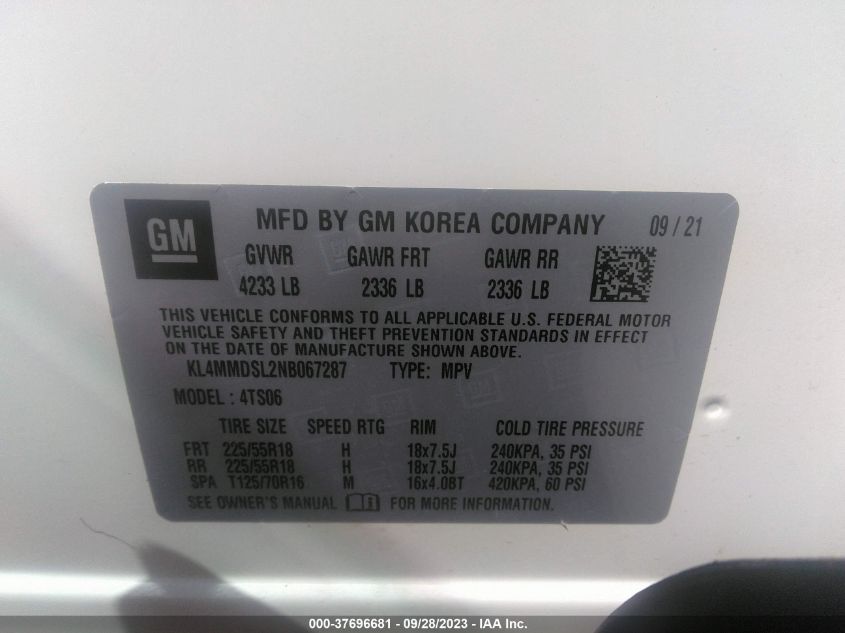 GM MFD BY GM KOREA COMPANY 09/21
GVWR GAWR FRT GAWR RR
4233 LB 2336 LB 2336 LB
THIS VEHICLE CONFORMS TO ALL APPLICABLE U.S. FEDERAL MOTOR
VEHICLE SAFETY AND THEFT PREVENTION STANDARDS IN EFFECT
ON THE DATE OF MANUFACTURE SHOWN ABOVE.
KL4MMDSL2NB067287 TYPE: MPV
MODEL: 4TS06
TIRE SIZE SPEED RTG RIM COLD TIRE PRESSURE
FRT 225/55R18 H 18x7.5J 240KPA, 35 PSI
RR 225/55R18 H 18x7.5J 240KPA, 35 PSI
SPA T125/70R16 M 16x4.0BT 420KPA, 60 PSI
SEE OWNER'S MANUAL FOR MORE INFORMATION.
000-37696681 - 09/28/2023 - IAA Inc.